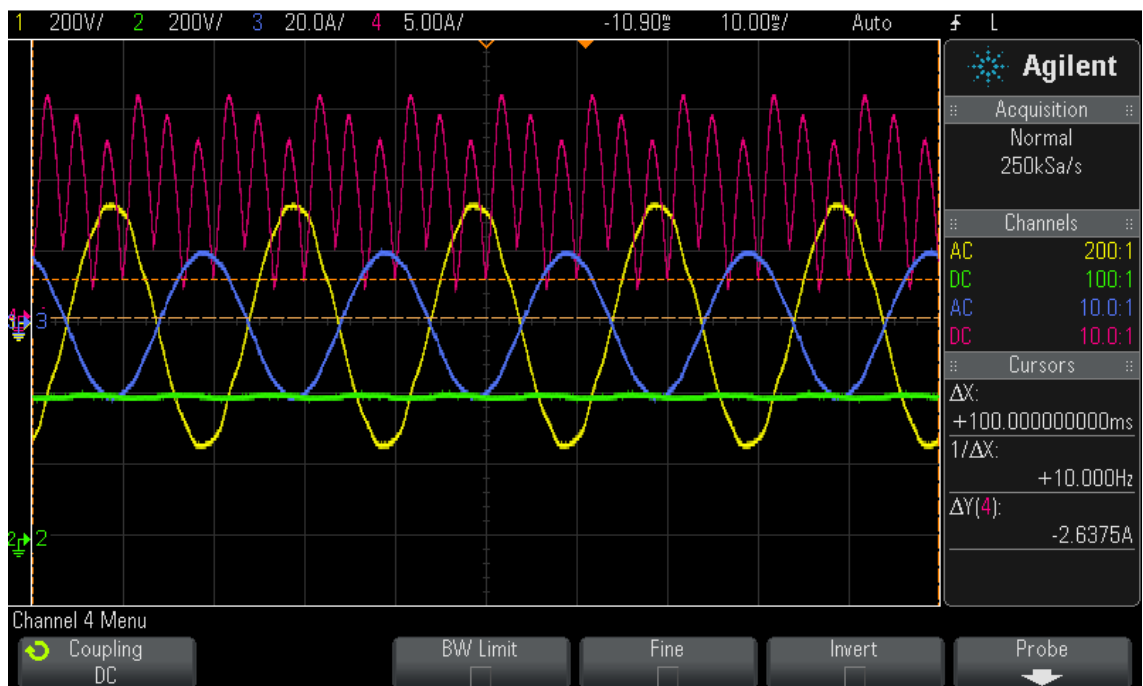 1 200V/ 2 200V/ 3 20.0A/ 4 5.00A/ -10.90ms 10.00ms/ Auto L
Agilent
Acquisition
Normal
250kSa/s
Channels
AC 200:1
DC 100:1
AC 10.0:1
DC 10.0:1
Cursors
ΔX:
+100.000000000ms
1/ΔX:
+10.000Hz
ΔY(4):
-2.6375A
3
2 2
Channel 4 Menu
Coupling BW Limit Fine Invert Probe
DC